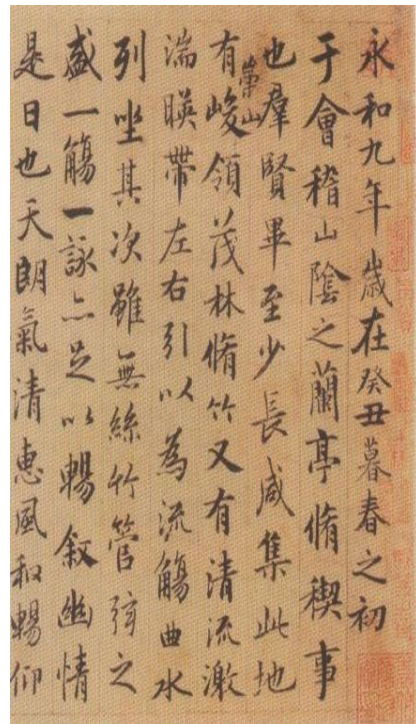 永和九年歲在癸丑暮春之初會
于會稽山陰之蘭亭脩稧事
也羣賢畢至少長咸集此地
有崇山峻領茂林脩竹又有清流激
湍暎帶左右引以為流觴曲水
列坐其次雖無絲竹管弦之
盛一觴一詠亦足以暢敘幽情
是日也天朗氣清惠風和暢仰